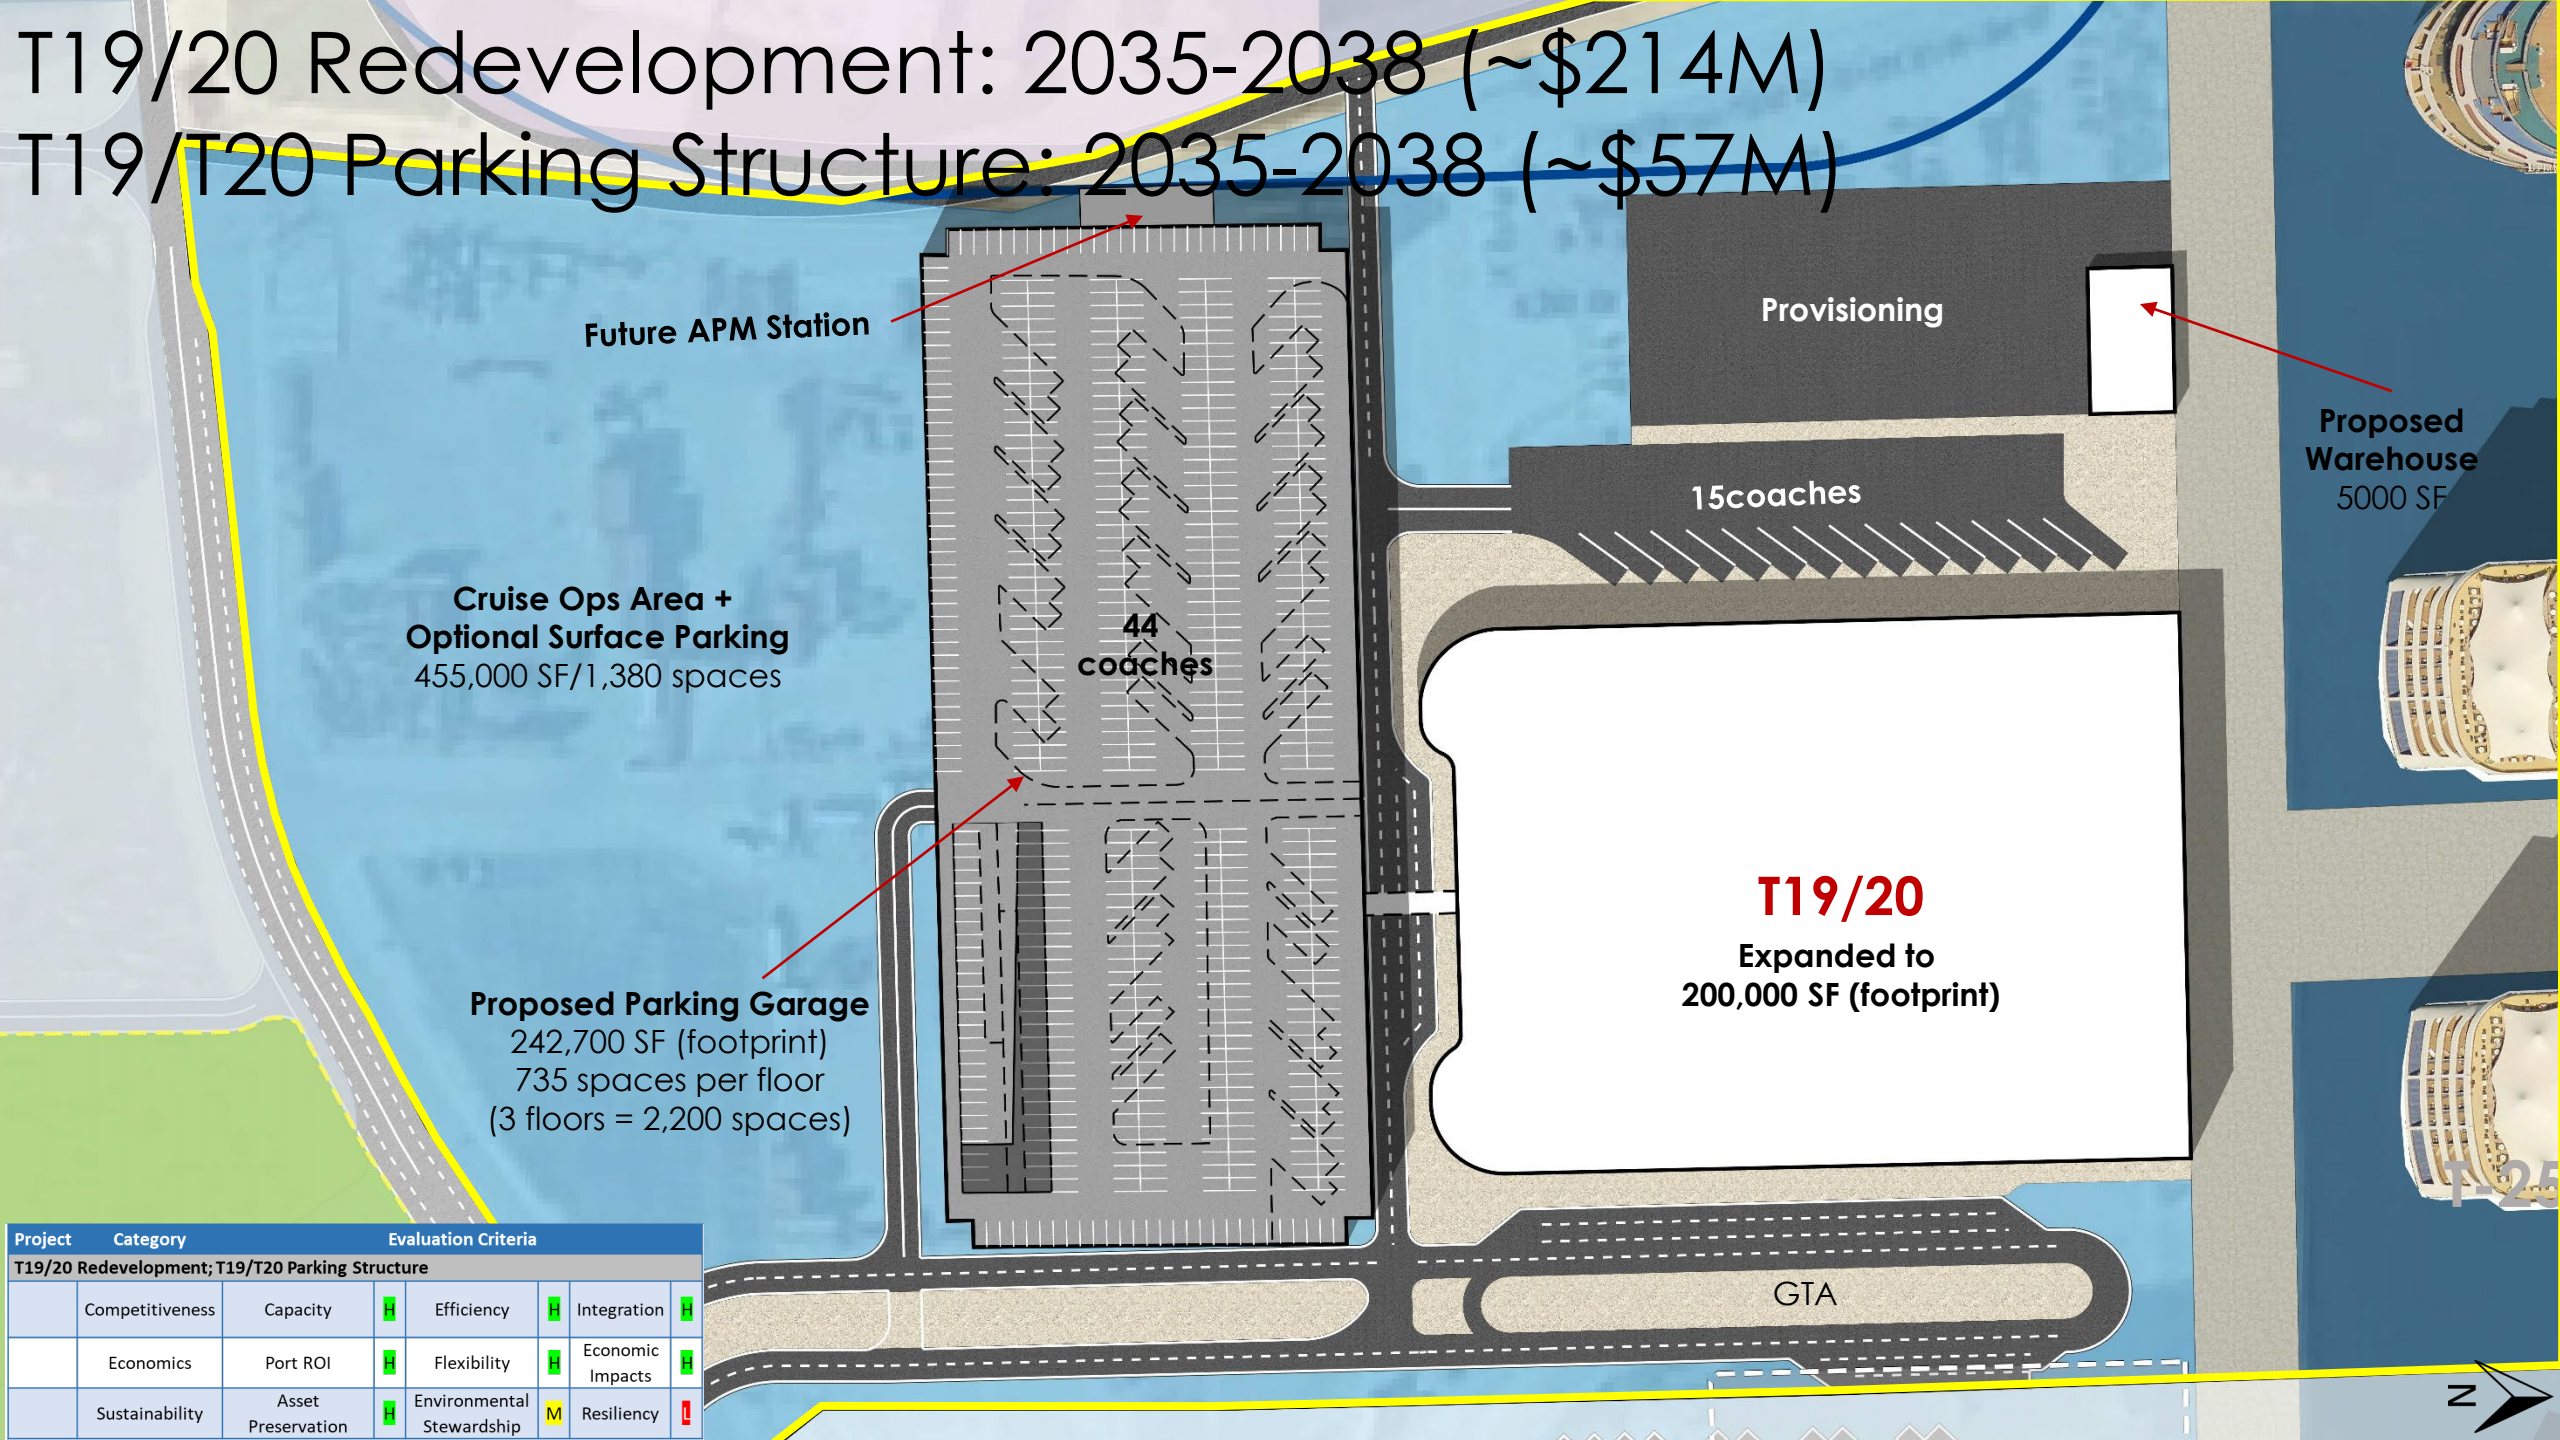 T19/20 Redevelopment: 2035-2038 (~$214M)
T19/T20 Parking Structure: 2035-2038 (~$57M)
Future APM Station
Provisioning
Proposed
Warehouse
5000 SF
15coaches
Cruise Ops Area +
Optional Surface Parking
455,000 SF/1,380 spaces
44
coaches
T19/20
Expanded to
200,000 SF (footprint)
Proposed Parking Garage
242,700 SF (footprint)
735 spaces per floor
(3 floors = 2,200 spaces)
T-25
GTA
N
Project Category Evaluation Criteria
T19/20 Redevelopment; T19/T20 Parking Structure
Competitiveness Capacity H Efficiency H Integration H
Economics Port ROI H Flexibility H Economic
Impacts H
Sustainability Asset
Preservation H Environmental
Stewardship M Resiliency L